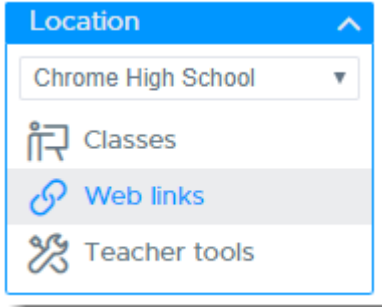 Location
Chrome High School
Classes
Web links
Teacher tools